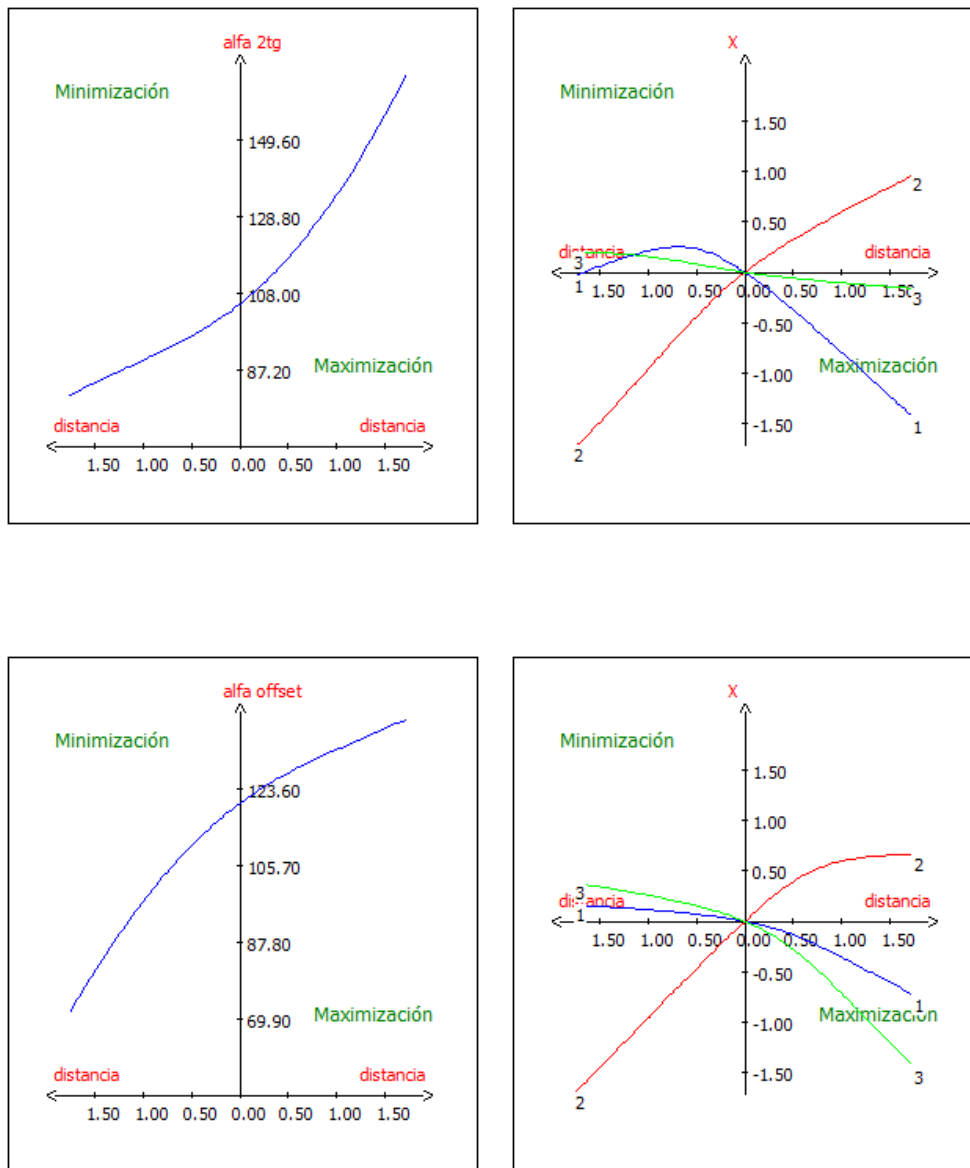 alfa 2tg
Minimización
149.60
128.80
108.00
87.20
Maximización
distancia distancia
1.50 1.00 0.50 0.00 0.50 1.00 1.50
X
Minimización
1.50
1.00
2
0.50
distancia distancia
3
1 1.50 1.00 0.50 0.00 0.50 1.00 1.50 3
-0.50
Maximización
-1.00
-1.50 1
2
alfa offset
Minimización
123.60
105.70
87.80
69.90
Maximización
distancia distancia
1.50 1.00 0.50 0.00 0.50 1.00 1.50
X
Minimización
1.50
1.00
0.50 2
3
distancia distancia
1
1.50 1.00 0.50 0.00 0.50 1.00 1.50
-0.50
1
Maximización
-1.00
-1.50 3
2